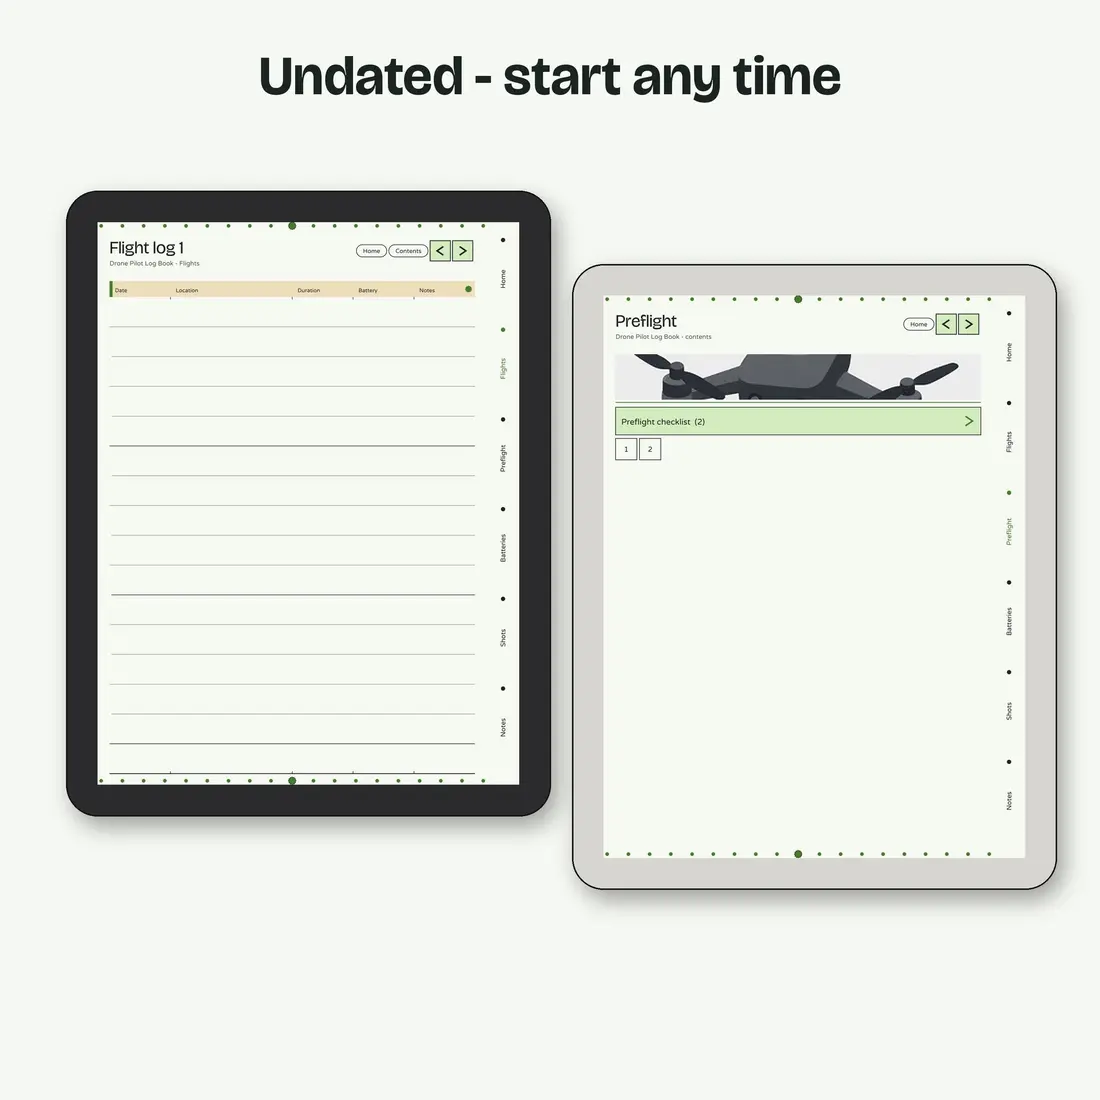 Undated - start any time
Flight log 1
Drone Pilot Log Book - Flights
Home
Contents
<
>
Date
Location
Duration
Battery
Notes
Home
Flights
Preflight
Batteries
Shots
Notes
Preflight
Drone Pilot Log Book - contents
Home
<
>
Preflight checklist (2)
>
1
2
Home
Flights
Preflight
Batteries
Shots
Notes